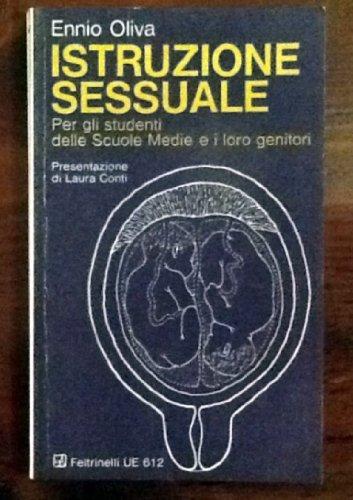 Ennio Oliva
ISTRUZIONE
SESSUALE
Per gli studenti
delle Scuole Medie e i loro genitori
Presentazione
di Laura Conti
Feltrinelli UE 612